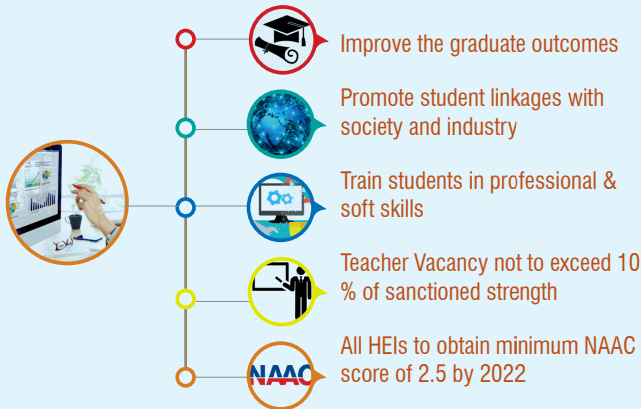 Improve the graduate outcomes
Promote student linkages with
society and industry
Train students in professional &
soft skills
Teacher Vacancy not to exceed 10
% of sanctioned strength
NAAC
All HEIs to obtain minimum NAAC
score of 2.5 by 2022